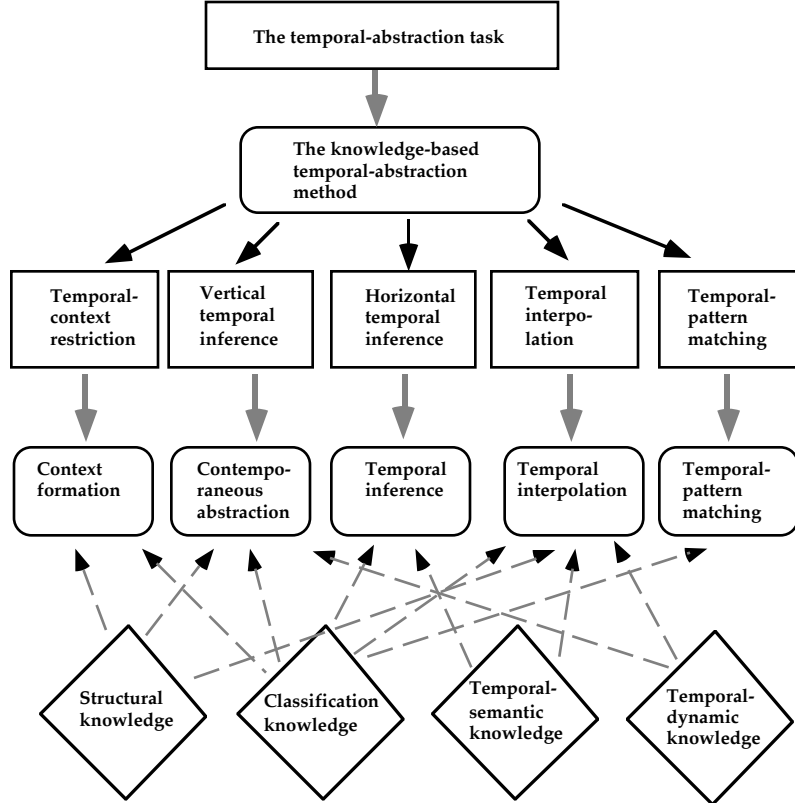 The temporal-abstraction task
The knowledge-based
temporal-abstraction
method
Temporal-
context
restriction
Vertical
temporal
inference
Horizontal
temporal
inference
Temporal
interpo-
lation
Temporal-
pattern
matching
Context
formation
Contempo-
raneous
abstraction
Temporal
inference
Temporal
interpolation
Temporal-
pattern
matching
Structural
knowledge
Classification
knowledge
Temporal-
semantic
knowledge
Temporal-
dynamic
knowledge